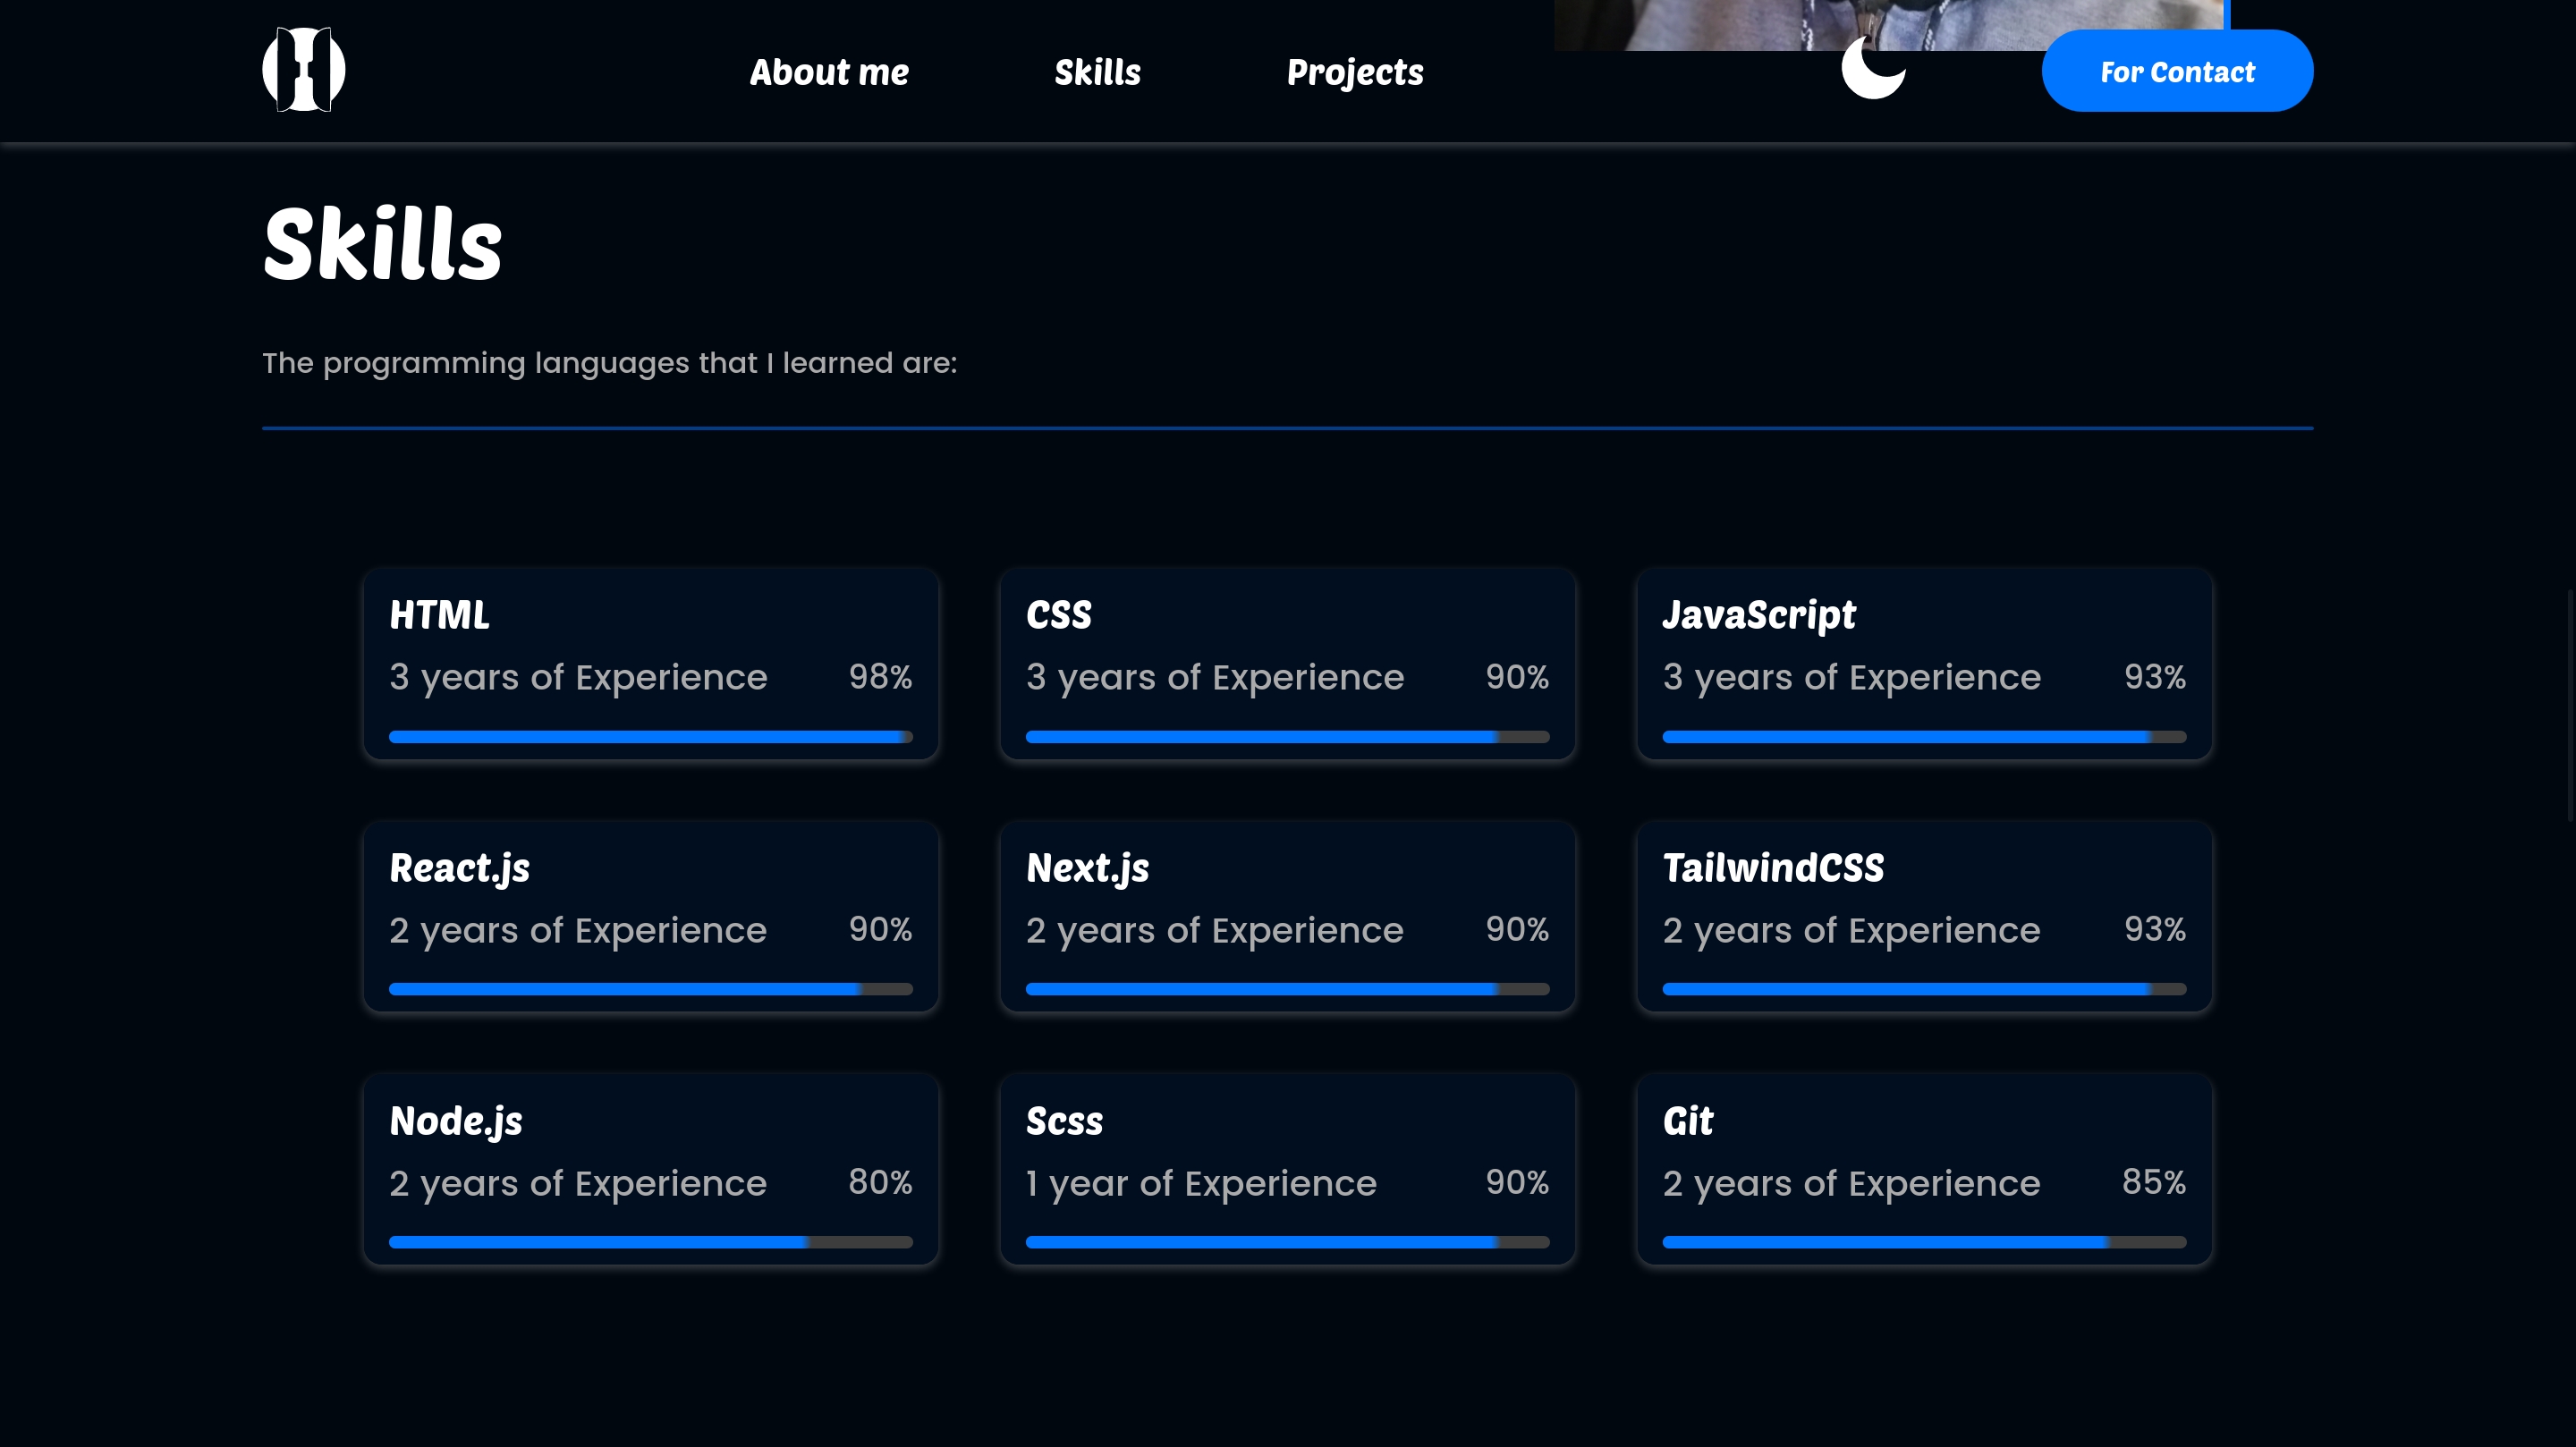 About me
Skills
Projects
For Contact
Skills
The programming languages that I learned are:
HTML
3 years of Experience 98%
CSS
3 years of Experience 90%
JavaScript
3 years of Experience 93%
React.js
2 years of Experience 90%
Next.js
2 years of Experience 90%
TailwindCSS
2 years of Experience 93%
Node.js
2 years of Experience 80%
Scss
1 year of Experience 90%
Git
2 years of Experience 85%